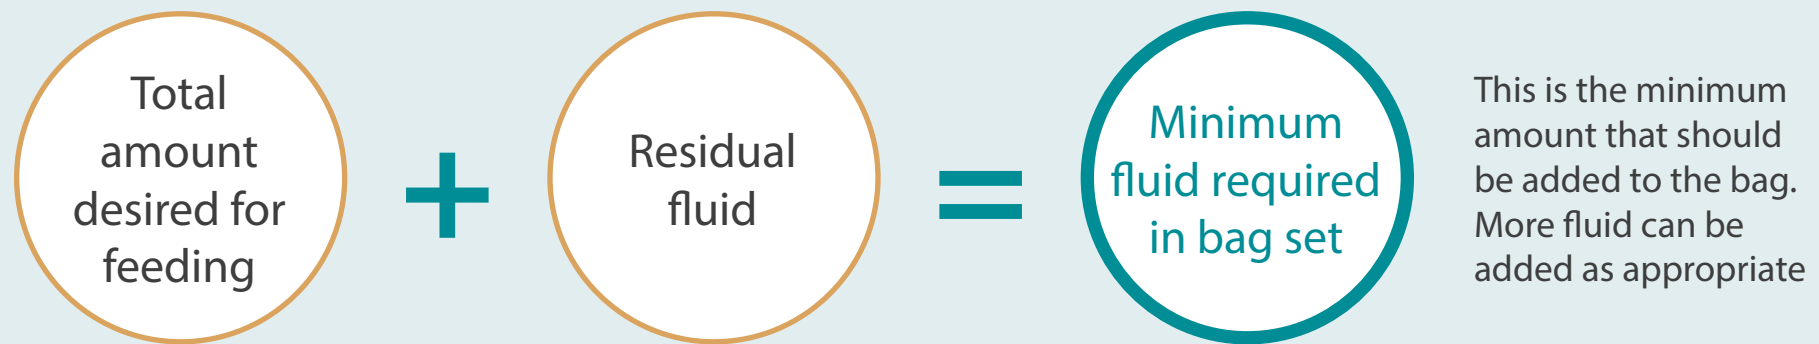 Total
amount
desired for
feeding
+
Residual
fluid
=
Minimum
fluid required
in bag set
This is the minimum
amount that should
be added to the bag.
More fluid can be
added as appropriate